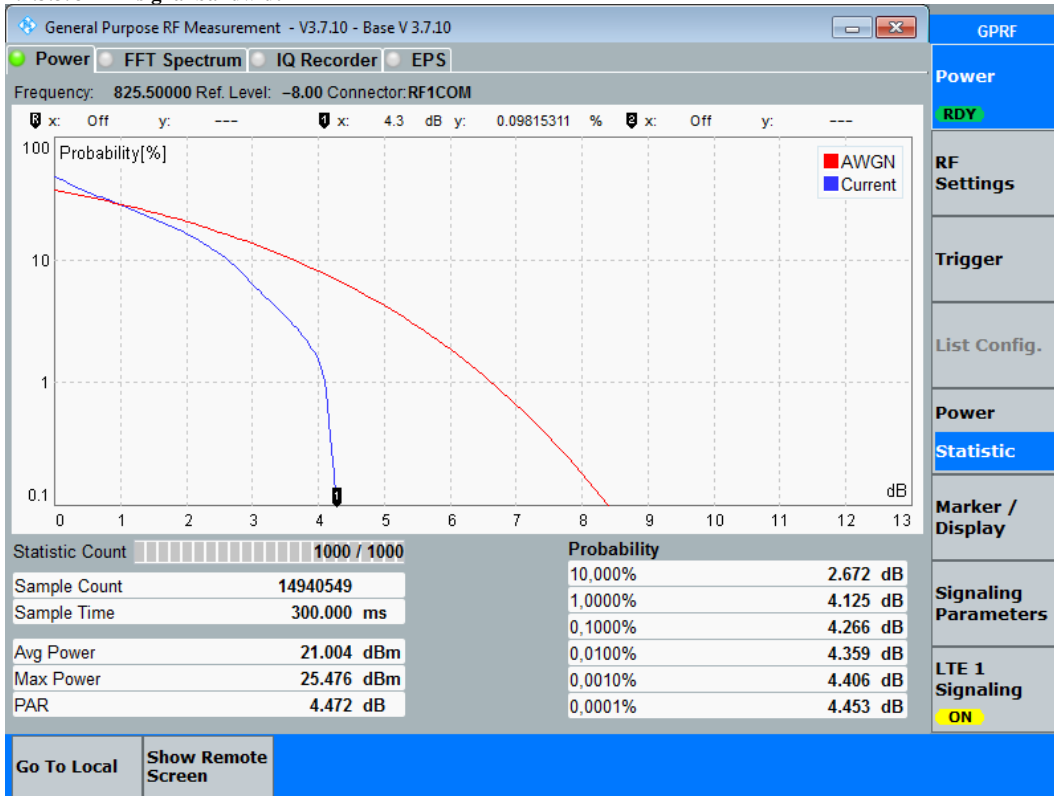 General Purpose RF Measurement - V3.7.10 - Base V 3.7.10
GPRF
Power FFT Spectrum IQ Recorder EPS
Frequency: 825.50000 Ref. Level: -8.00 Connector:RF1COM
R x: Off y: --- 1 x: 4.3 dB y: 0.09815311 % 2 x: Off y: ---
Probability[%]
AWGN
Current
100
10
1
0.1
1
dB
0 1 2 3 4 5 6 7 8 9 10 11 12 13
Statistic Count 1000 / 1000
Sample Count 14940549
Sample Time 300.000 ms
Avg Power 21.004 dBm
Max Power 25.476 dBm
PAR 4.472 dB
Probability
10,000% 2.672 dB
1,0000% 4.125 dB
0,1000% 4.266 dB
0,0100% 4.359 dB
0,0010% 4.406 dB
0,0001% 4.453 dB
Power
RDY
RF
Settings
Trigger
List Config.
Power
Statistic
Marker /
Display
Signaling
Parameters
LTE 1
Signaling
ON
Go To Local
Show Remote
Screen